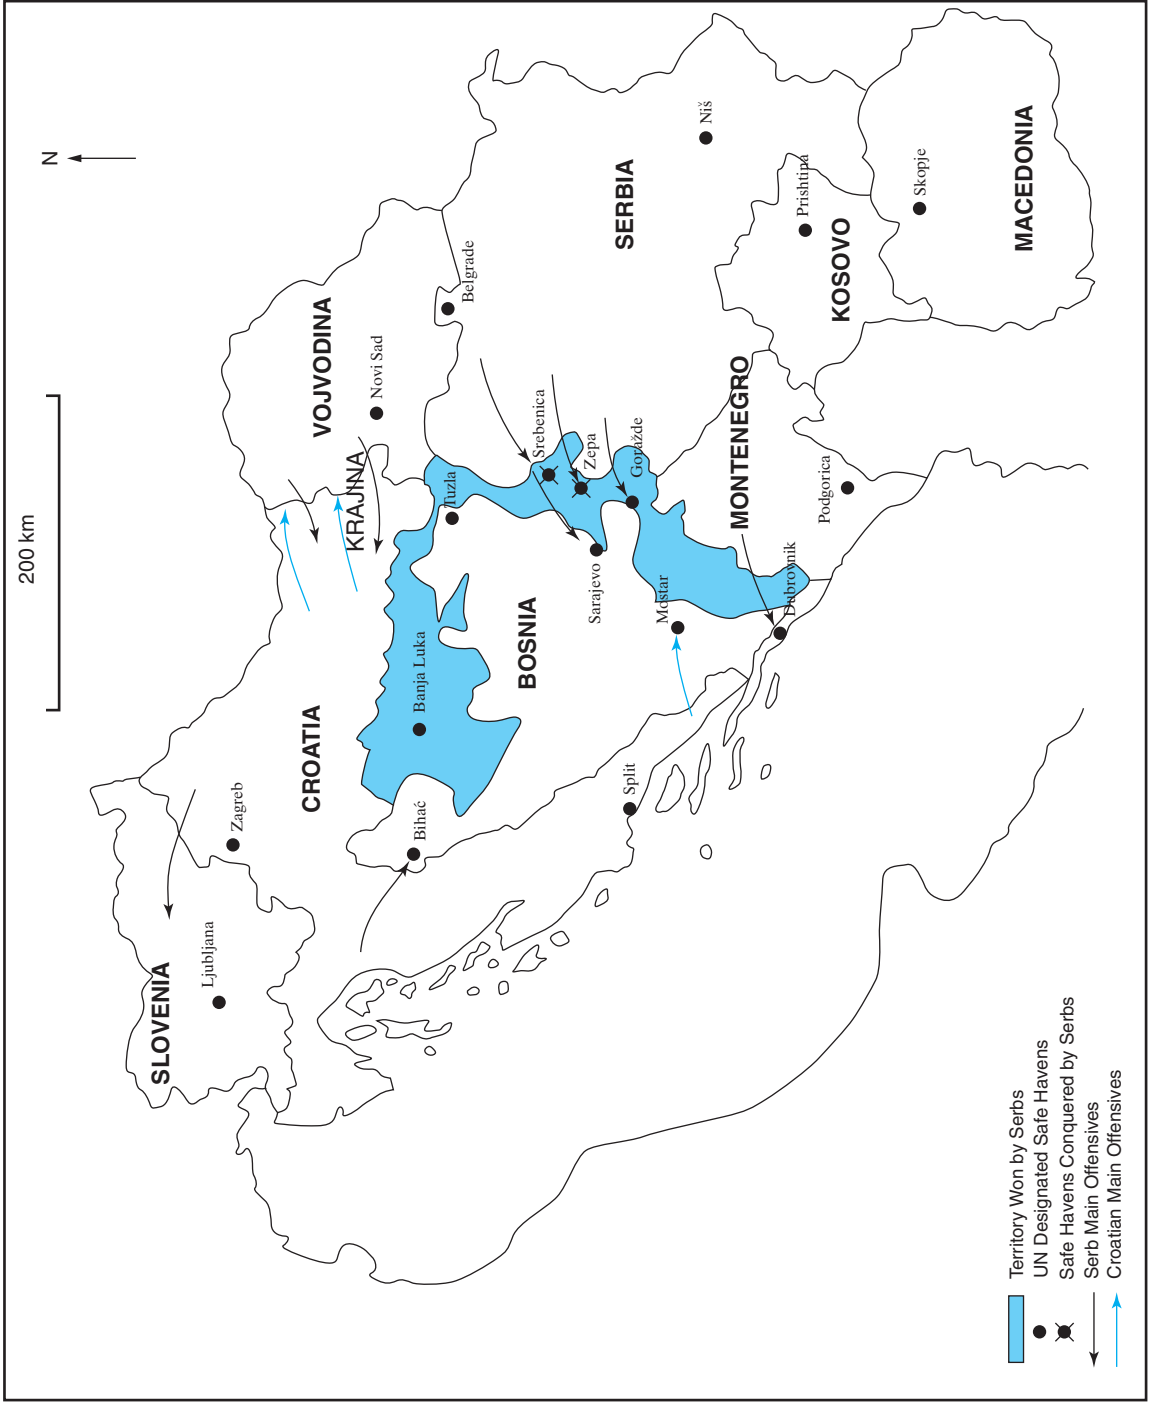 N
200 km
SLOVENIA
Ljubljana
Zagreb
CROATIA
KRAJINA
VOJVODINA
Novi Sad
Belgrade
Bihać
Banja Luka
Tuzla
BOSNIA
Srebenica
Zepa
Goražde
Sarajevo
Mostar
Split
Dubrovnik
SERBIA
Niš
MONTENEGRO
Podgorica
Prishtina
KOSOVO
Skopje
MACEDONIA
Territory Won by Serbs
UN Designated Safe Havens
Safe Havens Conquered by Serbs
Serb Main Offensives
Croatian Main Offensives